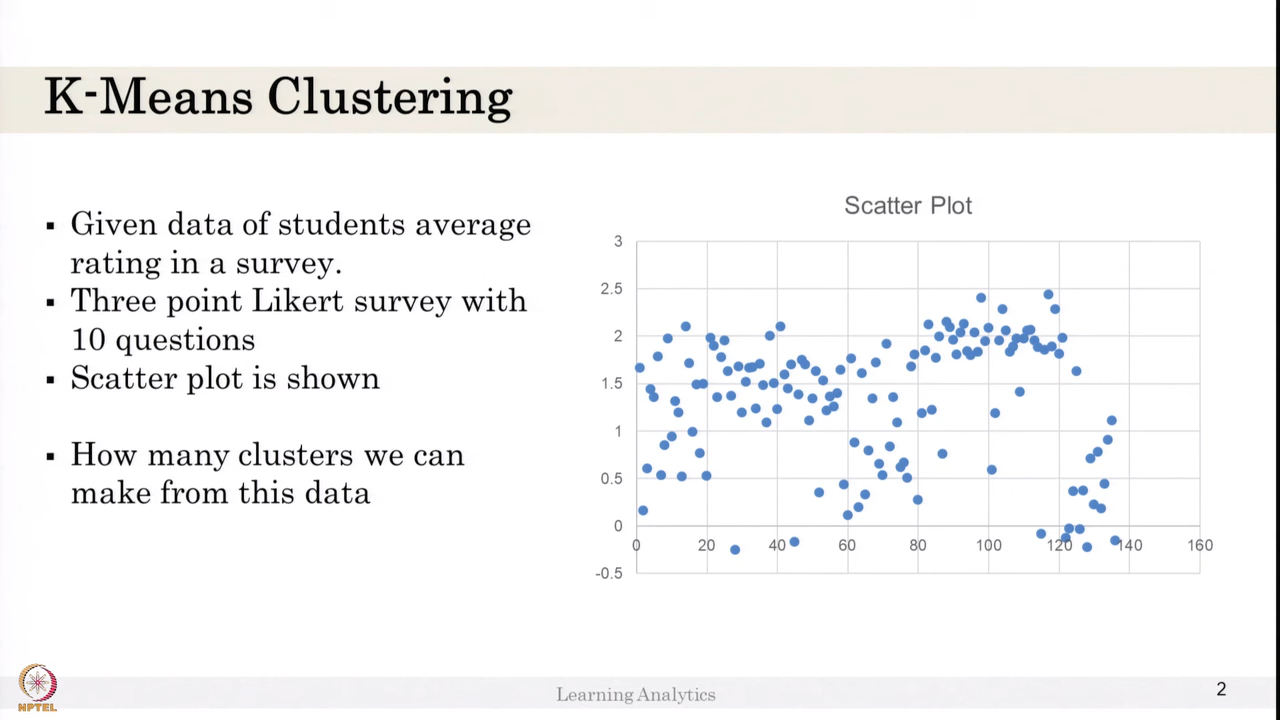 K-Means Clustering
▪ Given data of students average
rating in a survey.
▪ Three point Likert survey with
10 questions
▪ Scatter plot is shown
▪ How many clusters we can
make from this data
Scatter Plot
3
2.5
2
1.5
1
0.5
0
-0.5
0 20 40 60 80 100 120 140 160
NPTEL
Learning Analytics
2